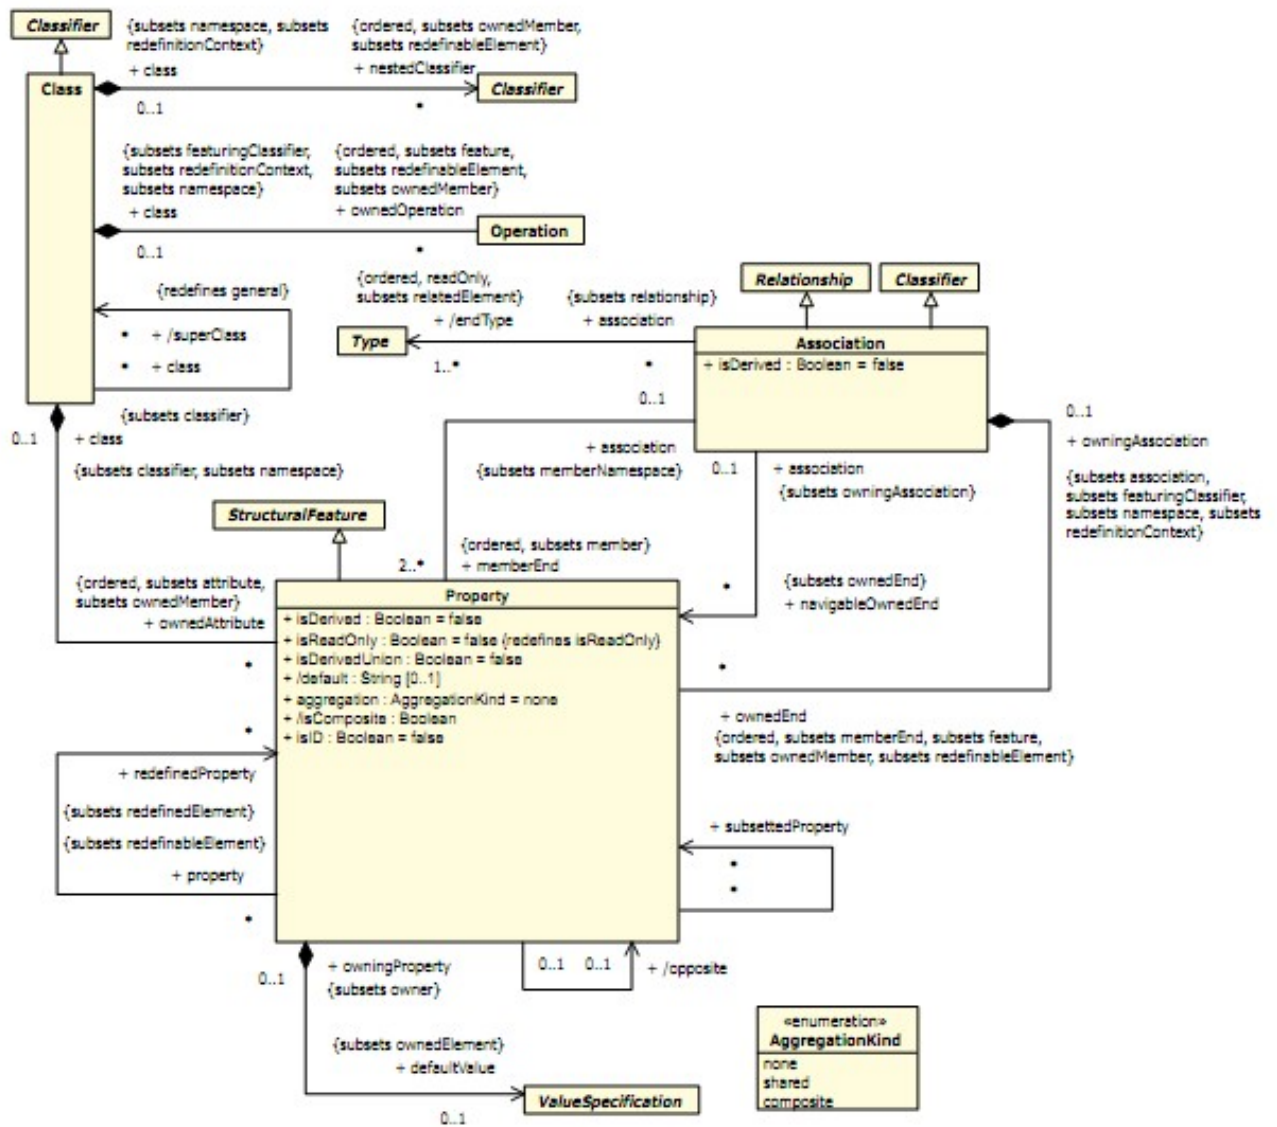 Classifier
{subsets namespace, subsets
redefinitionContext}
+ class
0..1
{ordered, subsets ownedMember,
subsets redefinableElement}
+ nestedClassifier
*
Class
Classifier
{subsets featuringClassifier,
subsets redefinitionContext,
subsets namespace}
+ class
0..1
{ordered, subsets feature,
subsets redefinableElement,
subsets ownedMember}
+ ownedOperation
*
Operation
{redefines general}
* + /superClass
* + class
{subsets classifier}
{ordered, readOnly,
subsets relatedElement}
+ /endType
1..*
Type
{subsets relationship}
+ association
*
Relationship
Classifier
Association
+ isDerived : Boolean = false
0..1
+ class
{subsets classifier, subsets namespace}
0..1
+ association
{subsets memberNamespace}
0..1
+ association
{subsets owningAssociation}
0..1
+ owningAssociation
{subsets association,
subsets featuringClassifier,
subsets namespace, subsets
redefinitionContext}
StructuralFeature
{ordered, subsets member}
2..* + memberEnd
{ordered, subsets attribute,
subsets ownedMember}
+ ownedAttribute
*
*
{subsets ownedEnd}
+ navigableOwnedEnd
Property
+ isDerived : Boolean = false
+ isReadOnly : Boolean = false {redefines isReadOnly}
+ isDerivedUnion : Boolean = false
+ /default : String [0..1]
+ aggregation : AggregationKind = none
+ /isComposite : Boolean
+ isID : Boolean = false
*
+ ownedEnd
{ordered, subsets memberEnd, subsets feature,
subsets ownedMember, subsets redefinableElement}
*
+ redefinedProperty
{subsets redefinedElement}
{subsets redefinableElement}
+ property
*
+ subsettedProperty
*
*
0..1
+ owningProperty
{subsets owner}
0..1 0..1
+ /opposite
{subsets ownedElement}
+ defaultValue
0..1
ValueSpecification
«enumeration»
AggregationKind
none
shared
composite